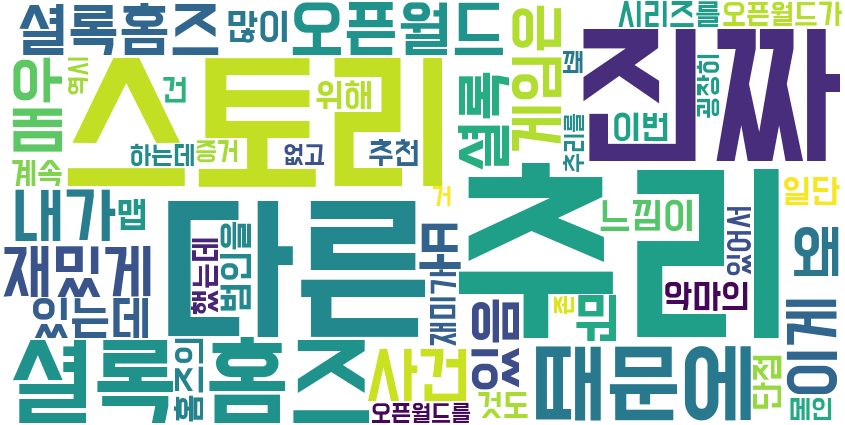 셜록홈즈
많이
오픈월드
시리즈를
오픈월드가
스토리
진짜
게임은
꽤
굉장히
역시
건
위해
셜록
이번
추리를
하는데
증거
없고
추천
계속
내가
맵
거
다른
또
추리
느낌이
일단
있어서
왜
재밌게
있는데
했는데
범인을
재미가
있음
존
뭐
악마의
이게
셜록홈즈
홈즈의
사건
오픈월드를
것도
때문에
단점
메인